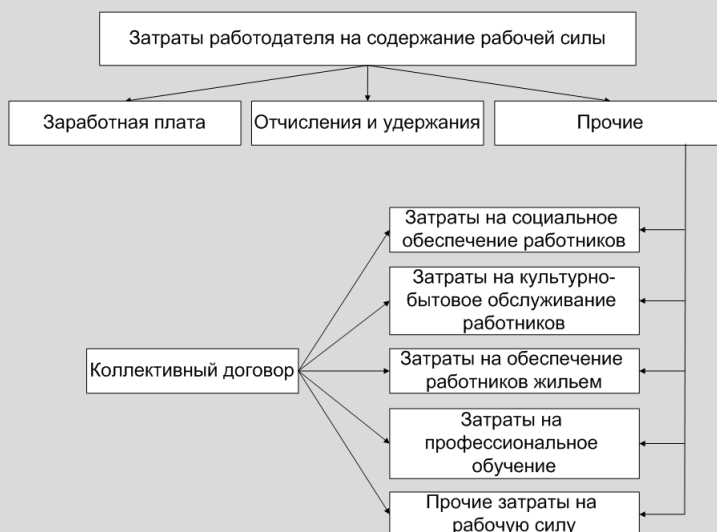 Затраты работодателя на содержание рабочей силы
Заработная плата
Отчисления и удержания
Прочие
Затраты на социальное
обеспечение работников
Затраты на культурно-
бытовое обслуживание
работников
Коллективный договор
Затраты на обеспечение
работников жильем
Затраты на
профессиональное
обучение
Прочие затраты на
рабочую силу